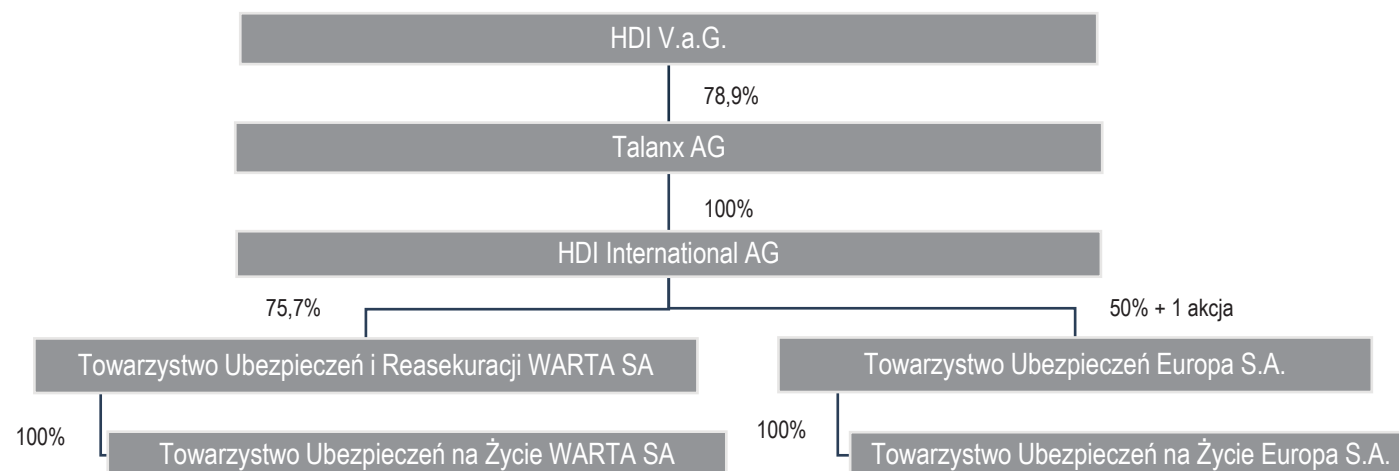 HDI V.a.G.
78,9%
Talanx AG
100%
HDI International AG
75,7%
50% + 1 akcja
Towarzystwo Ubezpieczeń i Reasekuracji WARTA SA
Towarzystwo Ubezpieczeń Europa S.A.
100%
Towarzystwo Ubezpieczeń na Życie WARTA SA
100%
Towarzystwo Ubezpieczeń na Życie Europa S.A.